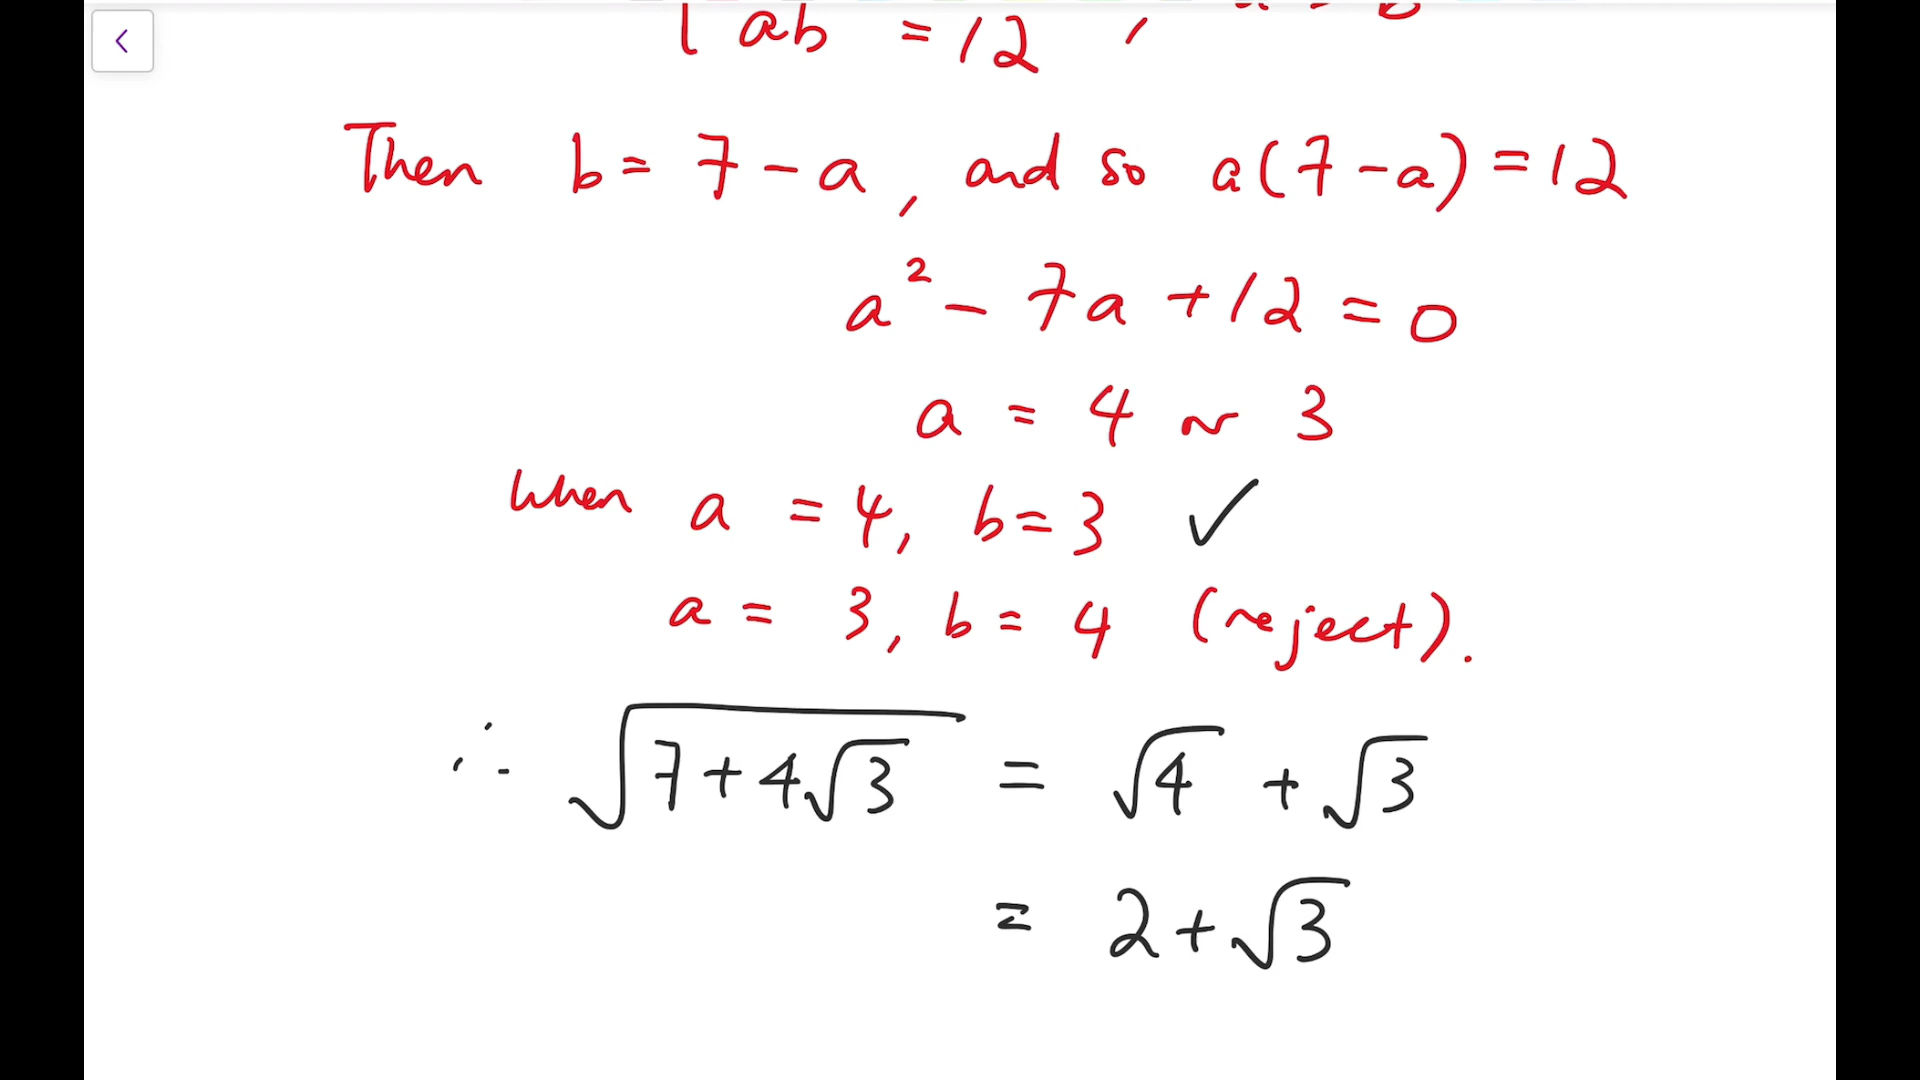 ab = 12 ,
Then b = 7 - a , and so a(7 - a) = 12
a² - 7a + 12 = 0
a = 4 or 3
When a = 4, b = 3 ✓
a = 3, b = 4 (reject).
∴ √(7+4√3) = √4 + √3
= 2 + √3